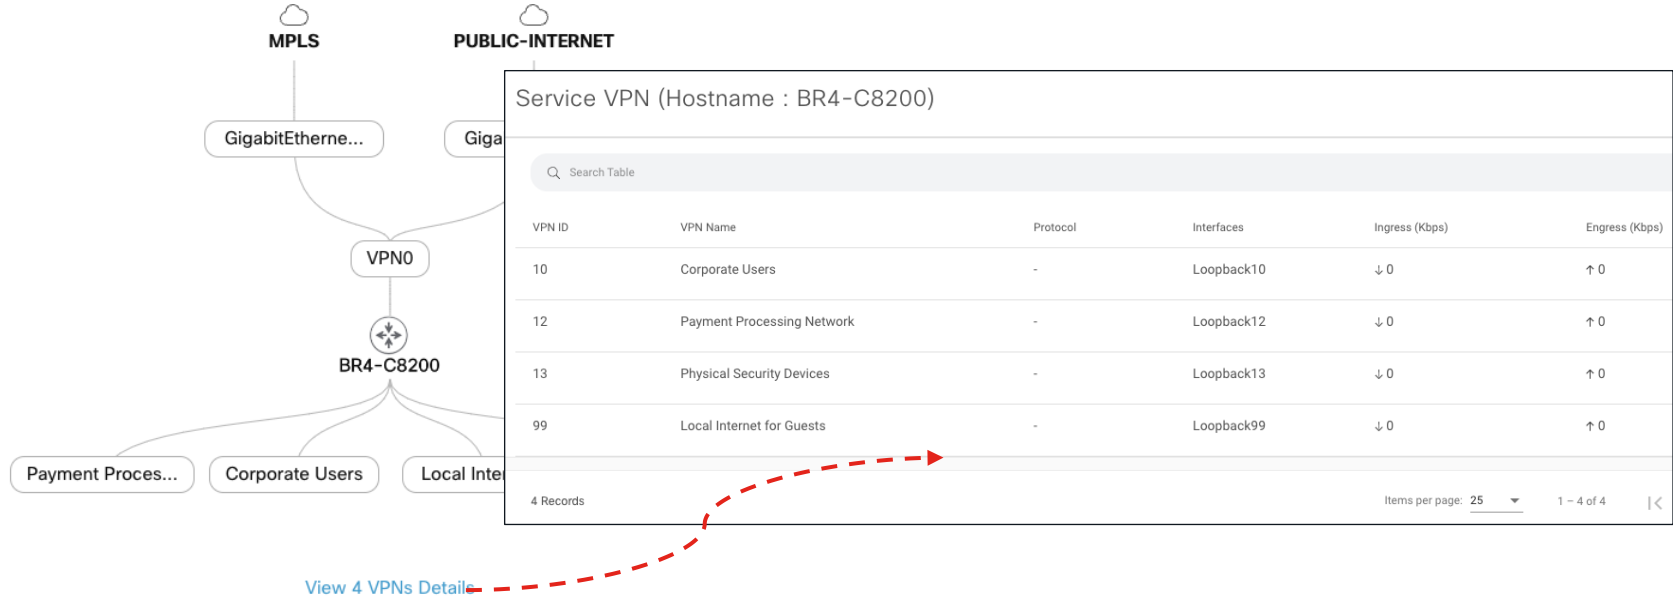 MPLS
PUBLIC-INTERNET
GigabitEtherne...
Giga
VPN0
BR4-C8200
Payment Proces...
Corporate Users
Local Inter
View 4 VPNs Details
Service VPN (Hostname : BR4-C8200)
Search Table
VPN ID VPN Name Protocol Interfaces Ingress (Kbps) Engress (Kbps)
10 Corporate Users - Loopback10 ↓ 0 ↑ 0
12 Payment Processing Network - Loopback12 ↓ 0 ↑ 0
13 Physical Security Devices - Loopback13 ↓ 0 ↑ 0
99 Local Internet for Guests - Loopback99 ↓ 0 ↑ 0
4 Records Items per page: 25 1 – 4 of 4